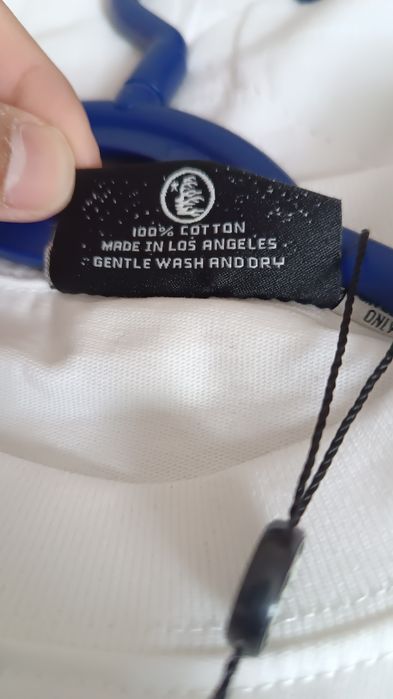 100% COTTON
MADE IN LOS ANGELES
GENTLE WASH AND DRY